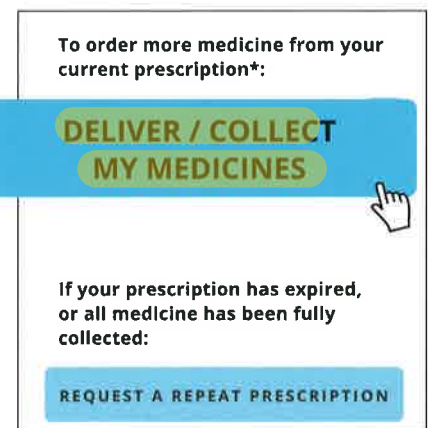 To order more medicine from your
current prescription*:
DELIVER / COLLECT
MY MEDICINES
If your prescription has expired,
or all medicine has been fully
collected:
REQUEST A REPEAT PRESCRIPTION